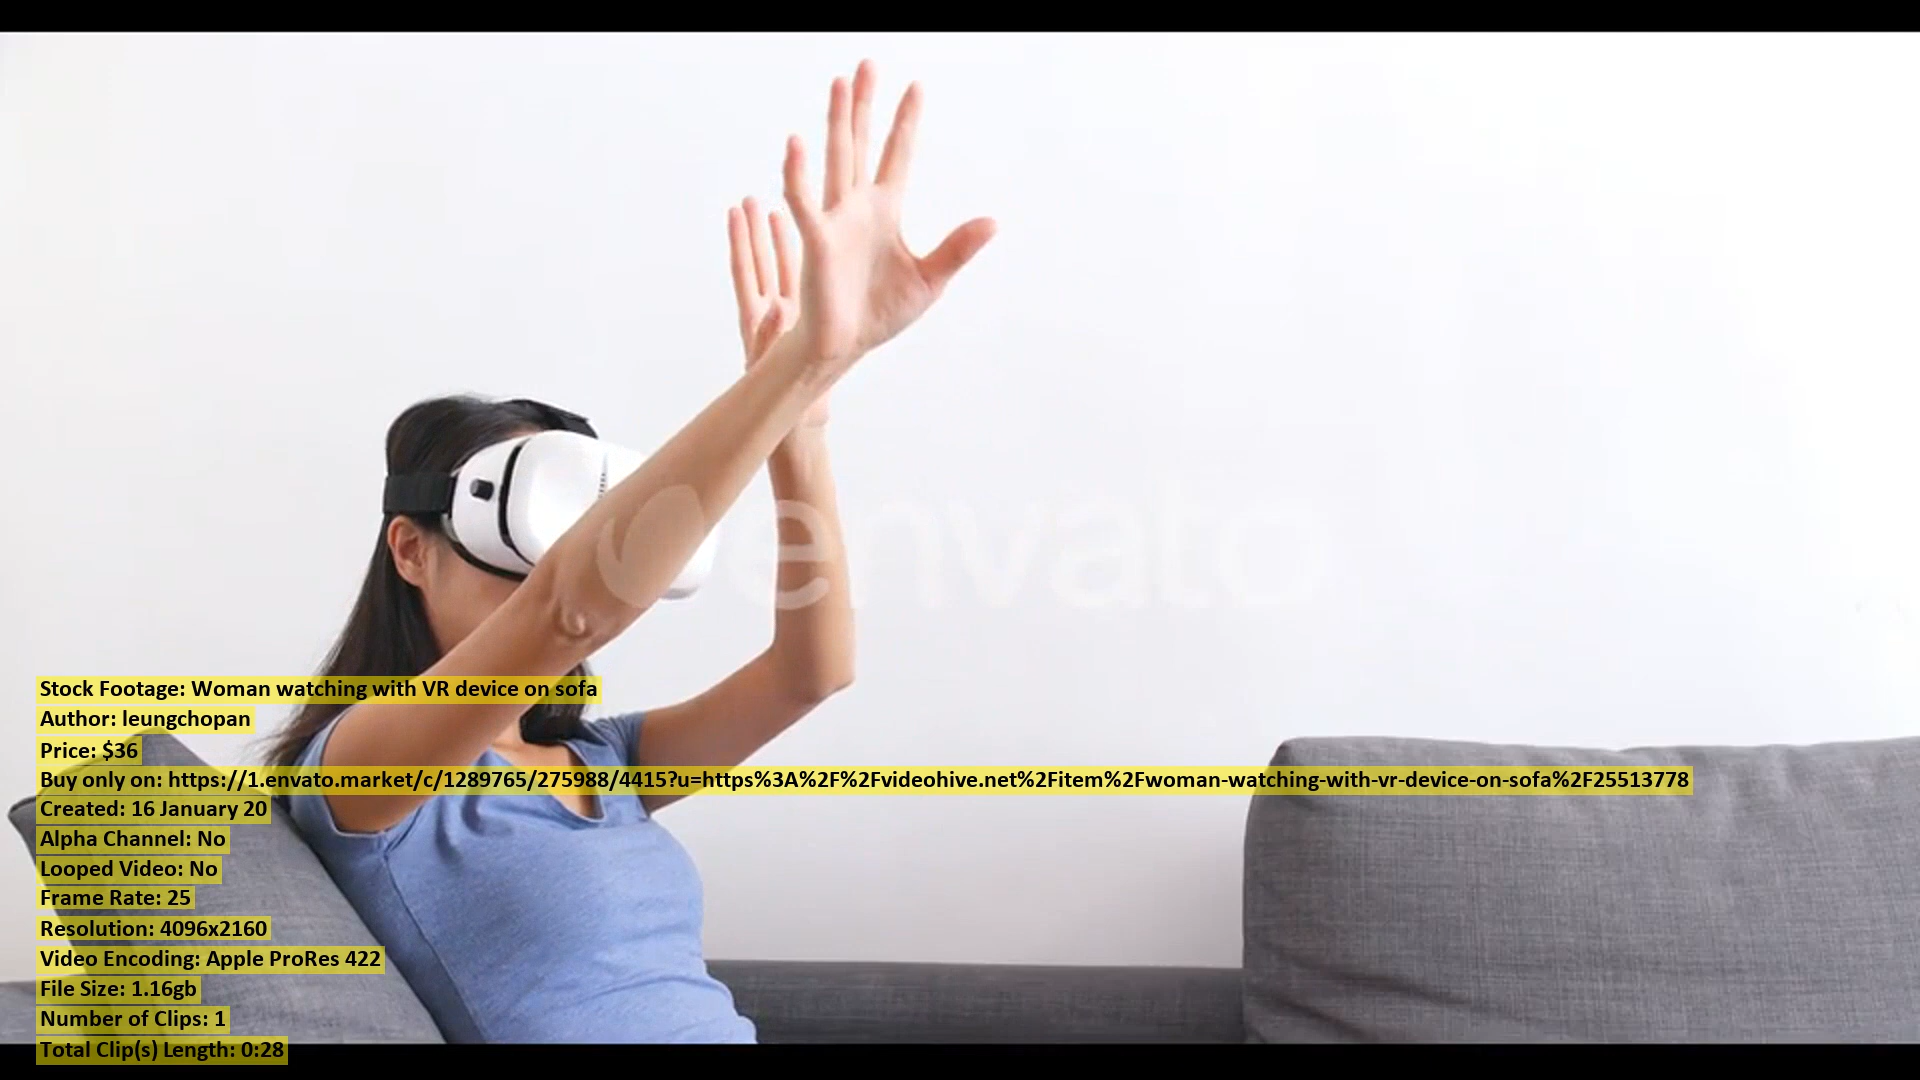 envato
Stock Footage: Woman watching with VR device on sofa
Author: leungchopan
Price: $36
Buy only on: https://1.envato.market/c/1289765/275988/4415?u=https%3A%2F%2Fvideohive.net%2Fitem%2Fwoman-watching-with-vr-device-on-sofa%2F25513778
Created: 16 January 20
Alpha Channel: No
Looped Video: No
Frame Rate: 25
Resolution: 4096x2160
Video Encoding: Apple ProRes 422
File Size: 1.16gb
Number of Clips: 1
Total Clip(s) Length: 0:28